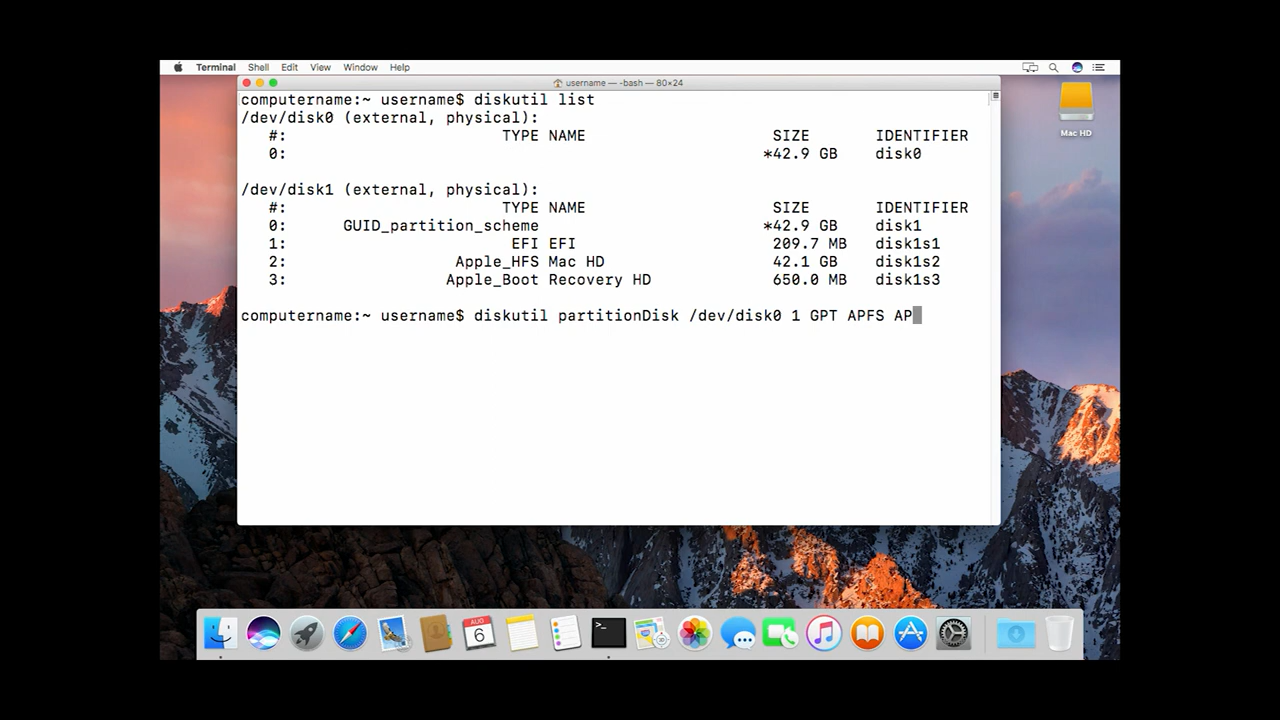 Terminal Shell Edit View Window Help
username — -bash — 80×24
computername:~ username$ diskutil list
/dev/disk0 (external, physical):
#: TYPE NAME SIZE IDENTIFIER
0: *42.9 GB disk0
/dev/disk1 (external, physical):
#: TYPE NAME SIZE IDENTIFIER
0: GUID_partition_scheme *42.9 GB disk1
1: EFI EFI 209.7 MB disk1s1
2: Apple_HFS Mac HD 42.1 GB disk1s2
3: Apple_Boot Recovery HD 650.0 MB disk1s3
computername:~ username$ diskutil partitionDisk /dev/disk0 1 GPT APFS AP
Mac HD
AUG
6
>_